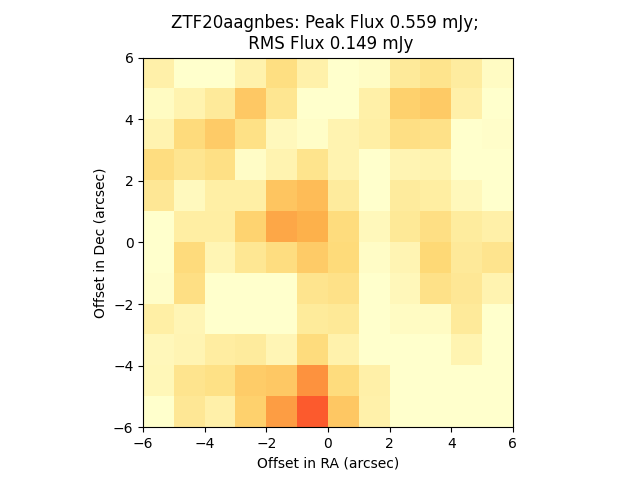 ZTF20aagnbes: Peak Flux 0.559 mJy;
RMS Flux 0.149 mJy
6
4
2
0
−2
−4
−6
Offset in Dec (arcsec)
−6 −4 −2 0 2 4 6
Offset in RA (arcsec)